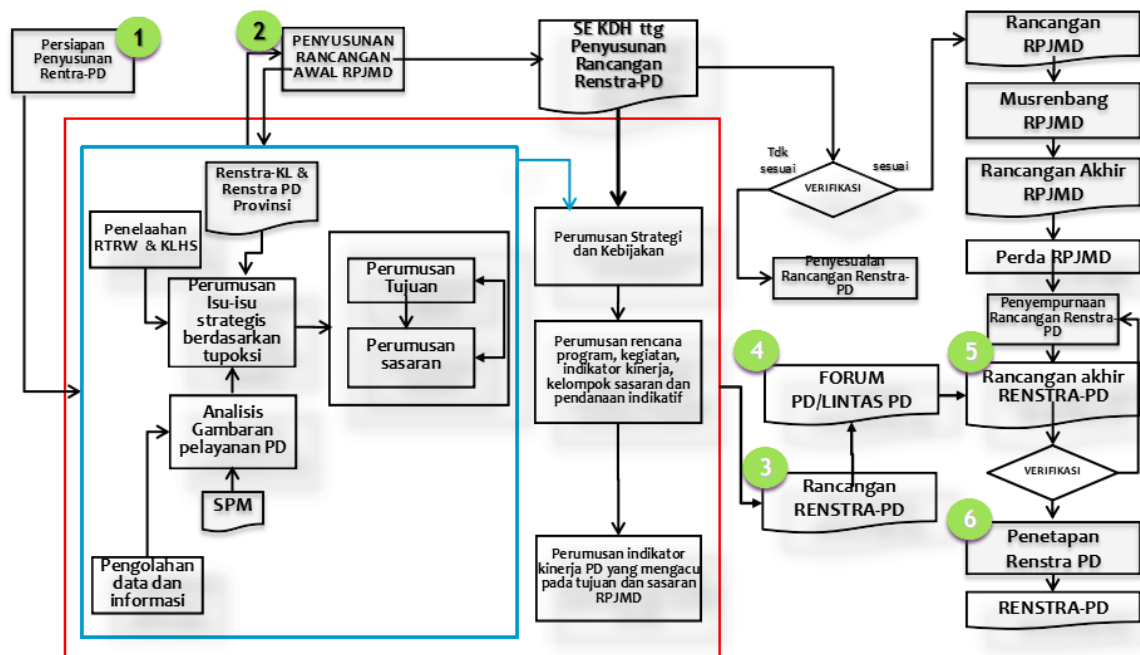 1
Persiapan
Penyusunan
Rentra-PD
2
PENYUSUNAN
RANCANGAN
AWAL RPJMD
SE KDH ttg
Penyusunan
Rancangan
Renstra-PD
Rancangan
RPJMD
Musrenbang
RPJMD
Rancangan Akhir
RPJMD
Perda RPJMD
Penyempurnaan
Rancangan Renstra-
PD
Tdk
sesuai
sesuai
VERIFIKASI
Penyesuaian
Rancangan Renstra-
PD
Renstra-KL &
Renstra PD
Provinsi
Penelaahan
RTRW & KLHS
Perumusan
Isu-isu
strategis
berdasarkan
tupoksi
Perumusan
Tujuan
Perumusan
sasaran
Analisis
Gambaran
pelayanan PD
SPM
Pengolahan
data dan
informasi
Perumusan Strategi
dan Kebijakan
Perumusan rencana
program, kegiatan,
indikator kinerja,
kelompok sasaran dan
pendanaan indikatif
Perumusan indikator
kinerja PD yang mengacu
pada tujuan dan sasaran
RPJMD
3
Rancangan
RENSTRA-PD
4
FORUM
PD/LINTAS PD
5
Rancangan akhir
RENSTRA-PD
VERIFIKASI
6
Penetapan
Renstra PD
RENSTRA-PD